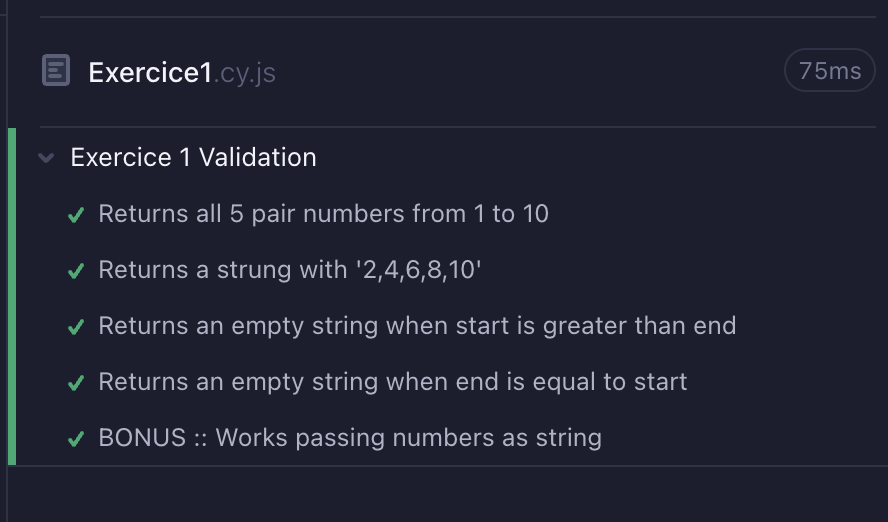 Exercice1.cy.js 75ms
Exercice 1 Validation
Returns all 5 pair numbers from 1 to 10
Returns a strung with '2,4,6,8,10'
Returns an empty string when start is greater than end
Returns an empty string when end is equal to start
BONUS :: Works passing numbers as string